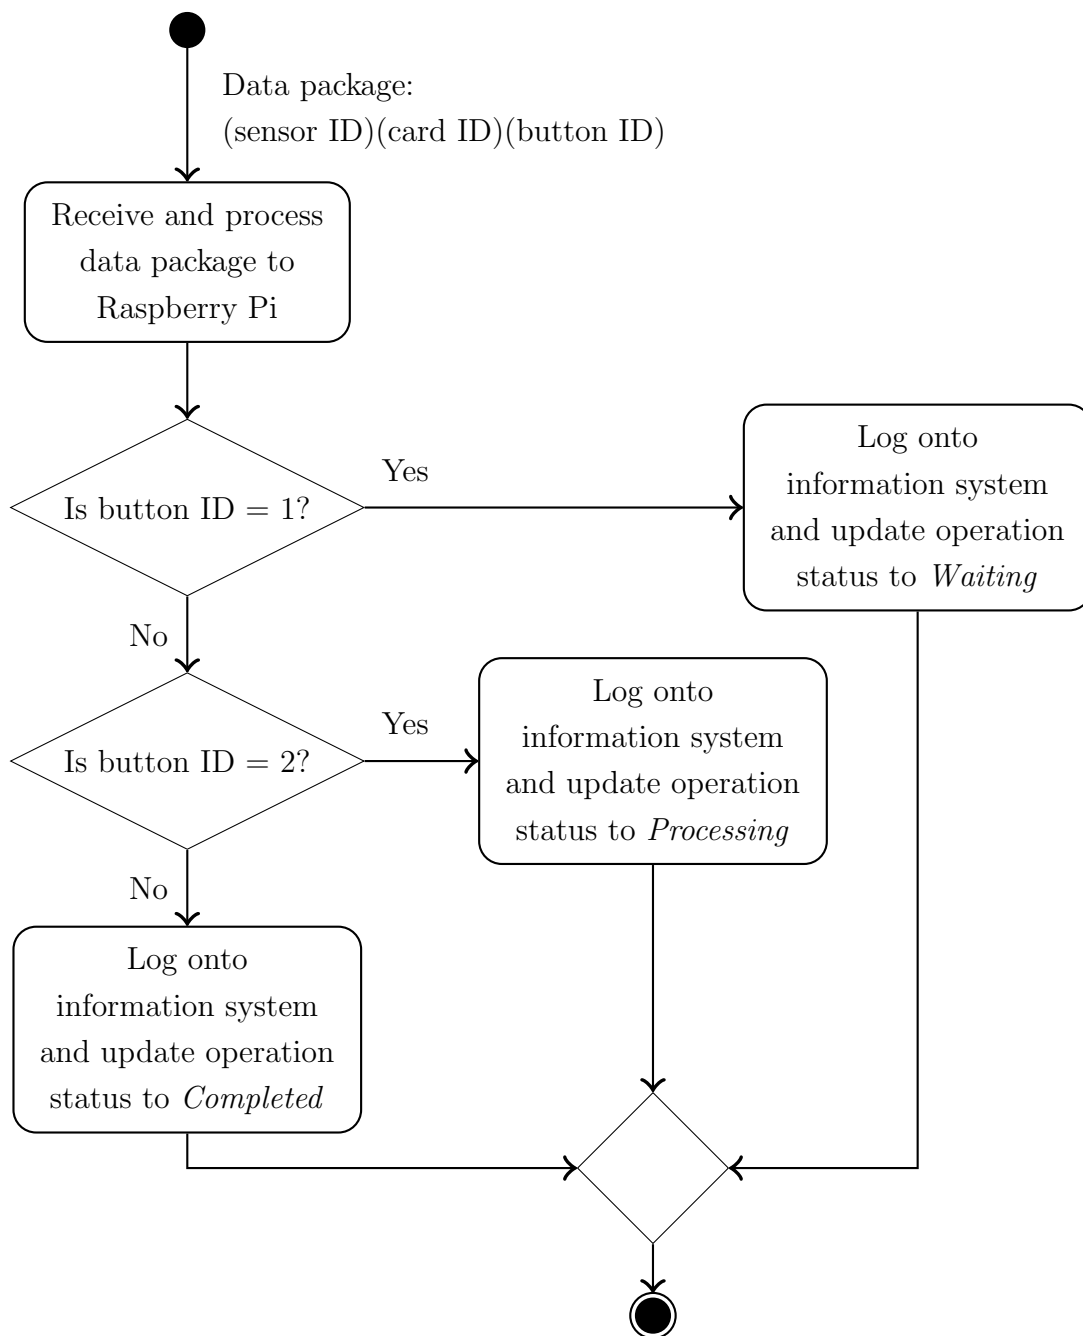 Data package:
(sensor ID)(card ID)(button ID)
Receive and process
data package to
Raspberry Pi
Is button ID = 1?
Yes
Log onto
information system
and update operation
status to Waiting
No
Is button ID = 2?
Yes
Log onto
information system
and update operation
status to Processing
No
Log onto
information system
and update operation
status to Completed